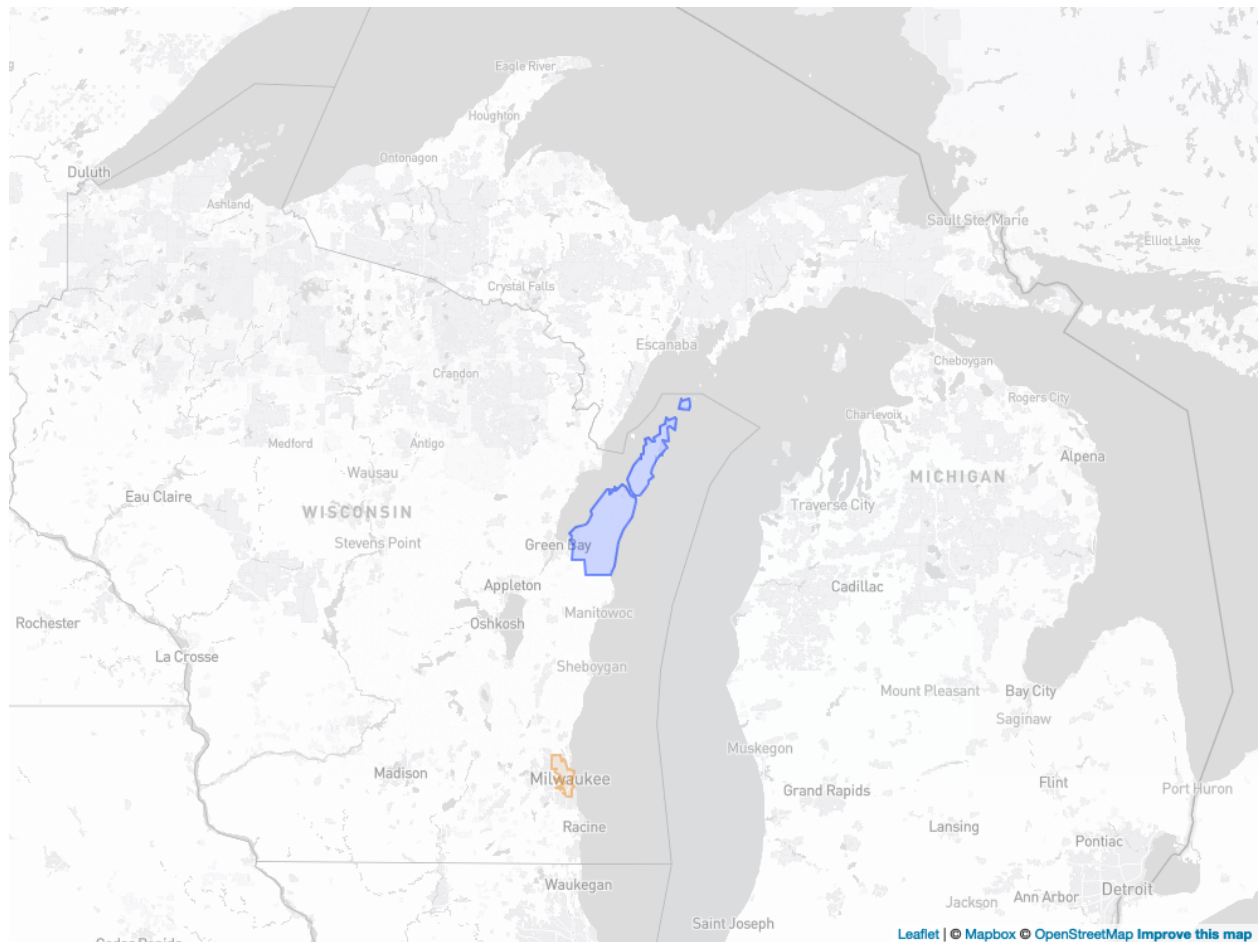 Eagle River
Houghton
Ontonagon
Duluth
Ashland
Sault Ste. Marie
Elliot Lake
Crystal Falls
Escanaba
Cheboygan
Crandon
Rogers City
Charlevoix
Medford
Antigo
Alpena
Wausau
MICHIGAN
Eau Claire
Traverse City
WISCONSIN
Stevens Point
Green Bay
Appleton
Cadillac
Manitowoc
Rochester
Oshkosh
La Crosse
Sheboygan
Mount Pleasant
Bay City
Saginaw
Muskegon
Madison
Milwaukee
Flint
Grand Rapids
Port Huron
Racine
Lansing
Pontiac
Waukegan
Detroit
Ann Arbor
Jackson
Saint Joseph
Leaflet | © Mapbox © OpenStreetMap Improve this map